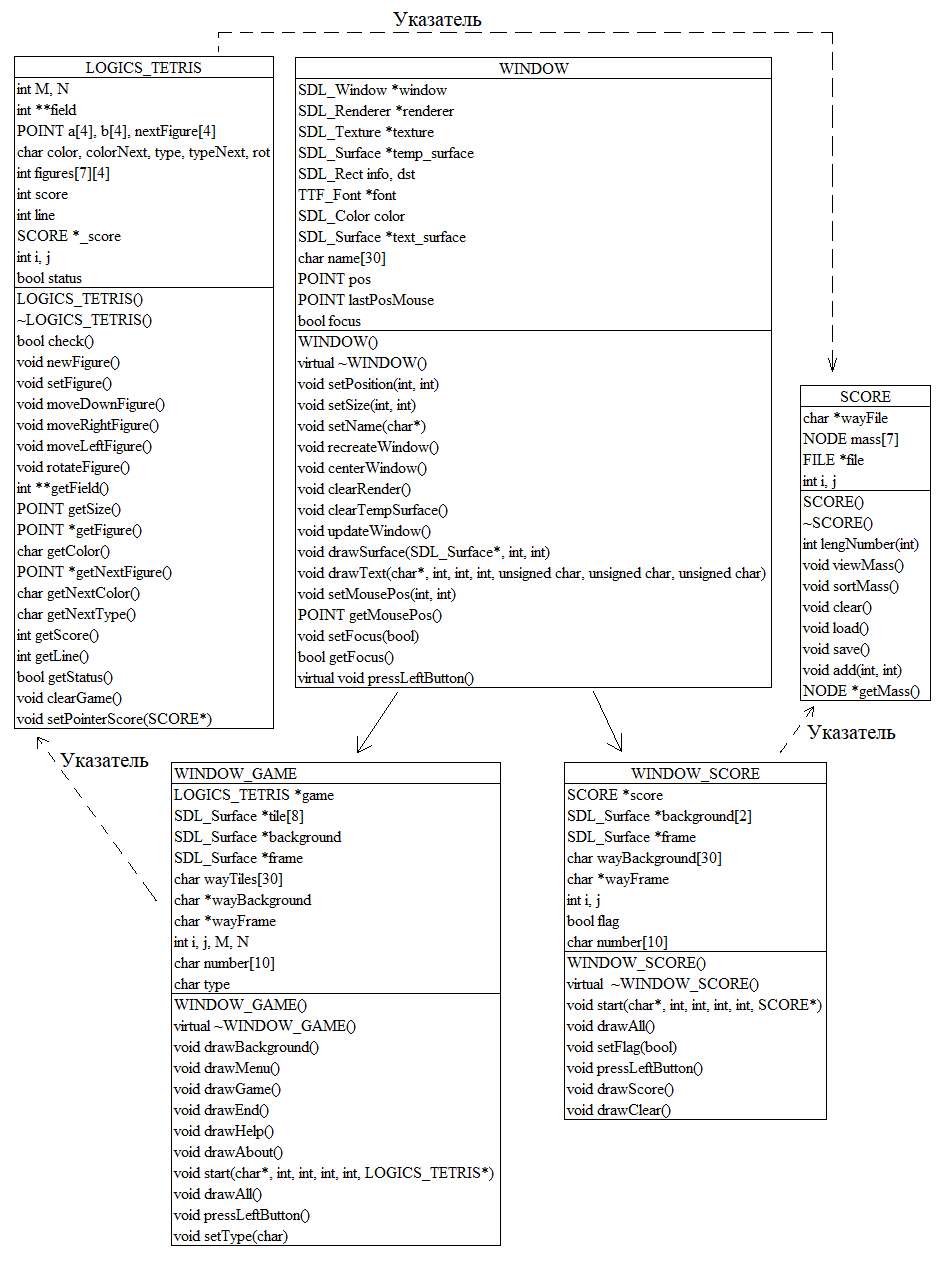 Указатель
LOGICS_TETRIS
int M, N
int **field
POINT a[4], b[4], nextFigure[4]
char color, colorNext, type, typeNext, rot
int figures[7][4]
int score
int line
SCORE *_score
int i, j
bool status
LOGICS_TETRIS()
~LOGICS_TETRIS()
bool check()
void newFigure()
void setFigure()
void moveDownFigure()
void moveRightFigure()
void moveLeftFigure()
void rotateFigure()
int **getField()
POINT getSize()
POINT *getFigure()
char getColor()
POINT *getNextFigure()
char getNextColor()
char getNextType()
int getScore()
int getLine()
bool getStatus()
void clearGame()
void setPointerScore(SCORE*)
WINDOW
SDL_Window *window
SDL_Renderer *renderer
SDL_Texture *texture
SDL_Surface *temp_surface
SDL_Rect info, dst
TTF_Font *font
SDL_Color color
SDL_Surface *text_surface
char name[30]
POINT pos
POINT lastPosMouse
bool focus
WINDOW()
virtual ~WINDOW()
void setPosition(int, int)
void setSize(int, int)
void setName(char*)
void recreateWindow()
void centerWindow()
void clearRender()
void clearTempSurface()
void updateWindow()
void drawSurface(SDL_Surface*, int, int)
void drawText(char*, int, int, int, unsigned char, unsigned char, unsigned char)
void setMousePos(int, int)
POINT getMousePos()
void setFocus(bool)
bool getFocus()
virtual void pressLeftButton()
SCORE
char *wayFile
NODE mass[7]
FILE *file
int i, j
SCORE()
~SCORE()
int lengNumber(int)
void viewMass()
void sortMass()
void clear()
void load()
void save()
void add(int, int)
NODE *getMass()
Указатель
Указатель
WINDOW_GAME
LOGICS_TETRIS *game
SDL_Surface *tile[8]
SDL_Surface *background
SDL_Surface *frame
char wayTiles[30]
char *wayBackground
char *wayFrame
int i, j, M, N
char number[10]
char type
WINDOW_GAME()
virtual ~WINDOW_GAME()
void drawBackground()
void drawMenu()
void drawGame()
void drawEnd()
void drawHelp()
void drawAbout()
void start(char*, int, int, int, int, LOGICS_TETRIS*)
void drawAll()
void pressLeftButton()
void setType(char)
WINDOW_SCORE
SCORE *score
SDL_Surface *background[2]
SDL_Surface *frame
char wayBackground[30]
char *wayFrame
int i, j
bool flag
char number[10]
WINDOW_SCORE()
virtual  ~WINDOW_SCORE()
void start(char*, int, int, int, int, SCORE*)
void drawAll()
void setFlag(bool)
void pressLeftButton()
void drawScore()
void drawClear()